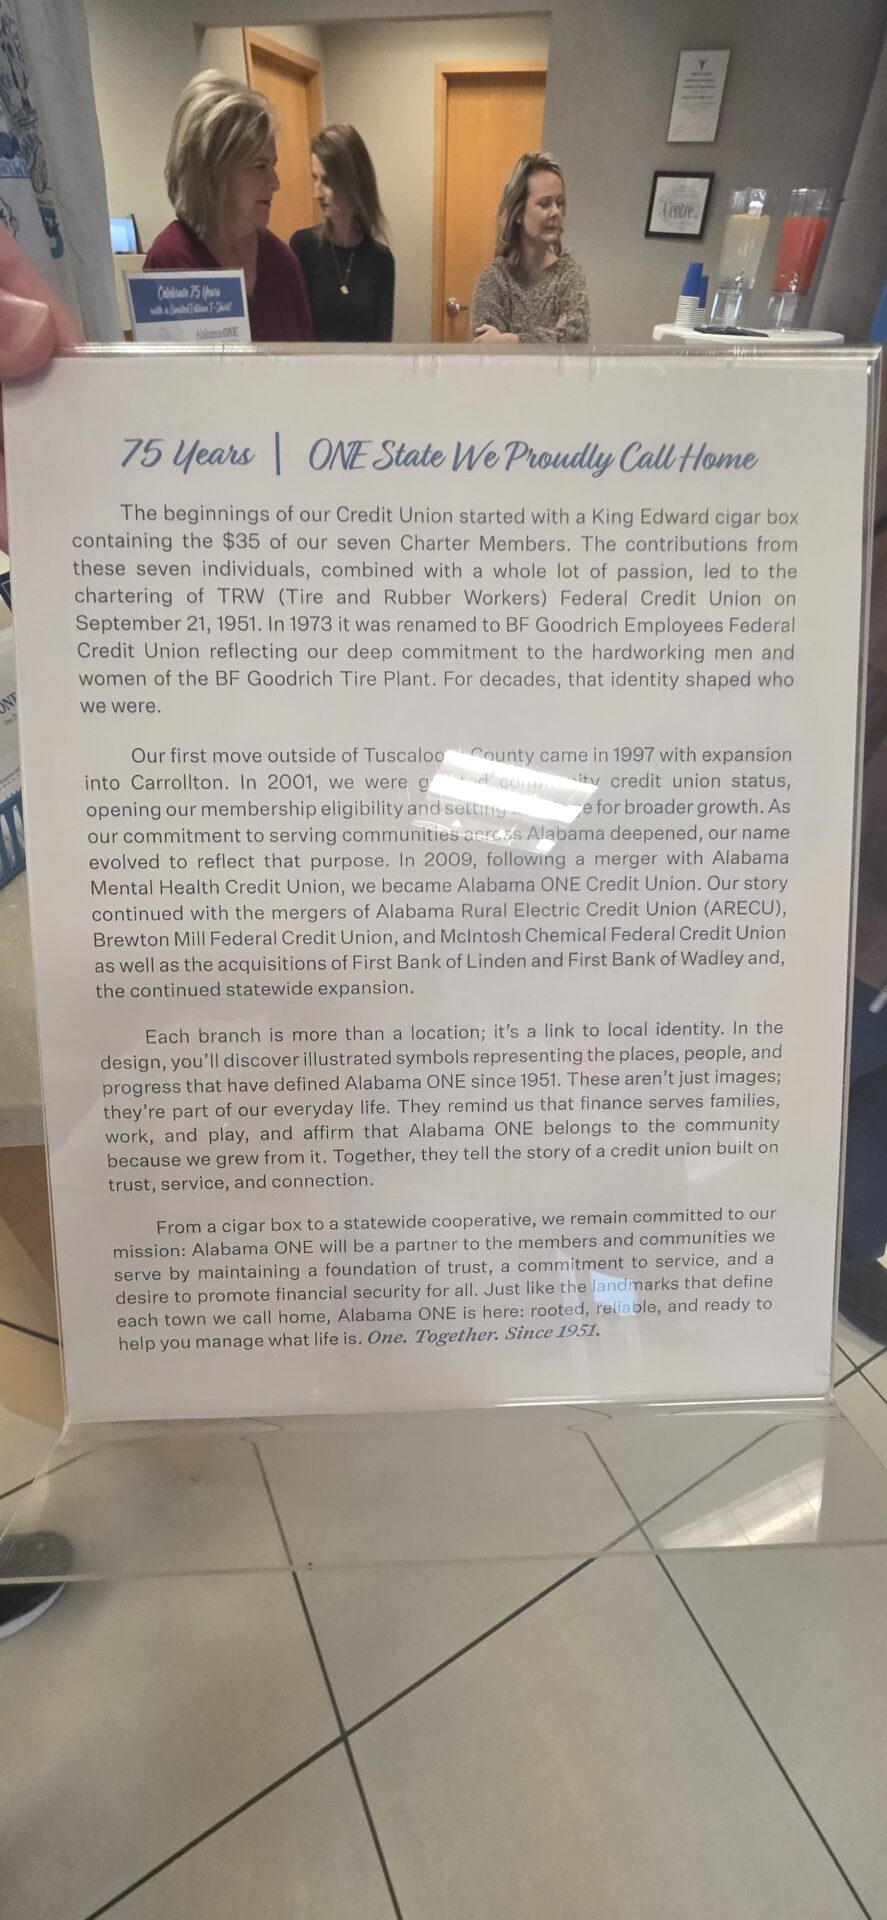 Celebrate 75 Years
with a Limited Edition T-Shirt!
Alabama ONE
Centre
75 Years | ONE State We Proudly Call Home
The beginnings of our Credit Union started with a King Edward cigar box
containing the $35 of our seven Charter Members. The contributions from
these seven individuals, combined with a whole lot of passion, led to the
chartering of TRW (Tire and Rubber Workers) Federal Credit Union on
September 21, 1951. In 1973 it was renamed to BF Goodrich Employees Federal
Credit Union reflecting our deep commitment to the hardworking men and
women of the BF Goodrich Tire Plant. For decades, that identity shaped who
we were.
Our first move outside of Tuscaloosa County came in 1997 with expansion
into Carrollton. In 2001, we were granted community credit union status,
opening our membership eligibility and setting for broader growth. As
our commitment to serving communities across Alabama deepened, our name
evolved to reflect that purpose. In 2009, following a merger with Alabama
Mental Health Credit Union, we became Alabama ONE Credit Union. Our story
continued with the mergers of Alabama Rural Electric Credit Union (ARECU),
Brewton Mill Federal Credit Union, and McIntosh Chemical Federal Credit Union
as well as the acquisitions of First Bank of Linden and First Bank of Wadley and,
the continued statewide expansion.
Each branch is more than a location; it's a link to local identity. In the
design, you'll discover illustrated symbols representing the places, people, and
progress that have defined Alabama ONE since 1951. These aren't just images;
they're part of our everyday life. They remind us that finance serves families,
work, and play, and affirm that Alabama ONE belongs to the community
because we grew from it. Together, they tell the story of a credit union built on
trust, service, and connection.
From a cigar box to a statewide cooperative, we remain committed to our
mission: Alabama ONE will be a partner to the members and communities we
serve by maintaining a foundation of trust, a commitment to service, and a
desire to promote financial security for all. Just like the landmarks that define
each town we call home, Alabama ONE is here: rooted, reliable, and ready to
help you manage what life is. One. Together. Since 1951.